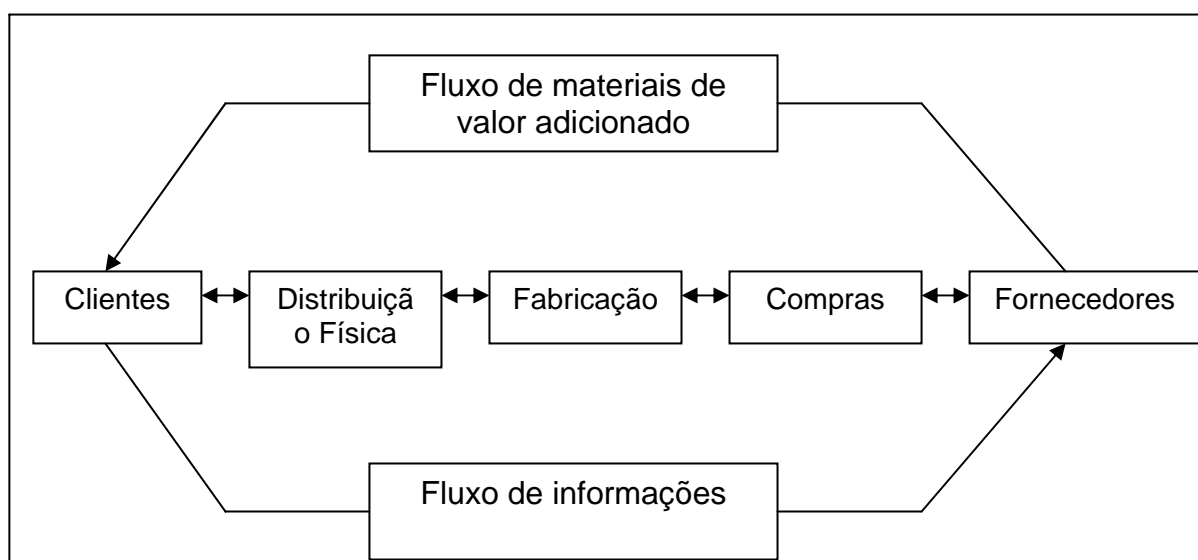 Fluxo de materiais de
valor adicionado
Clientes
Distribuiçã
o Física
Fabricação
Compras
Fornecedores
Fluxo de informações